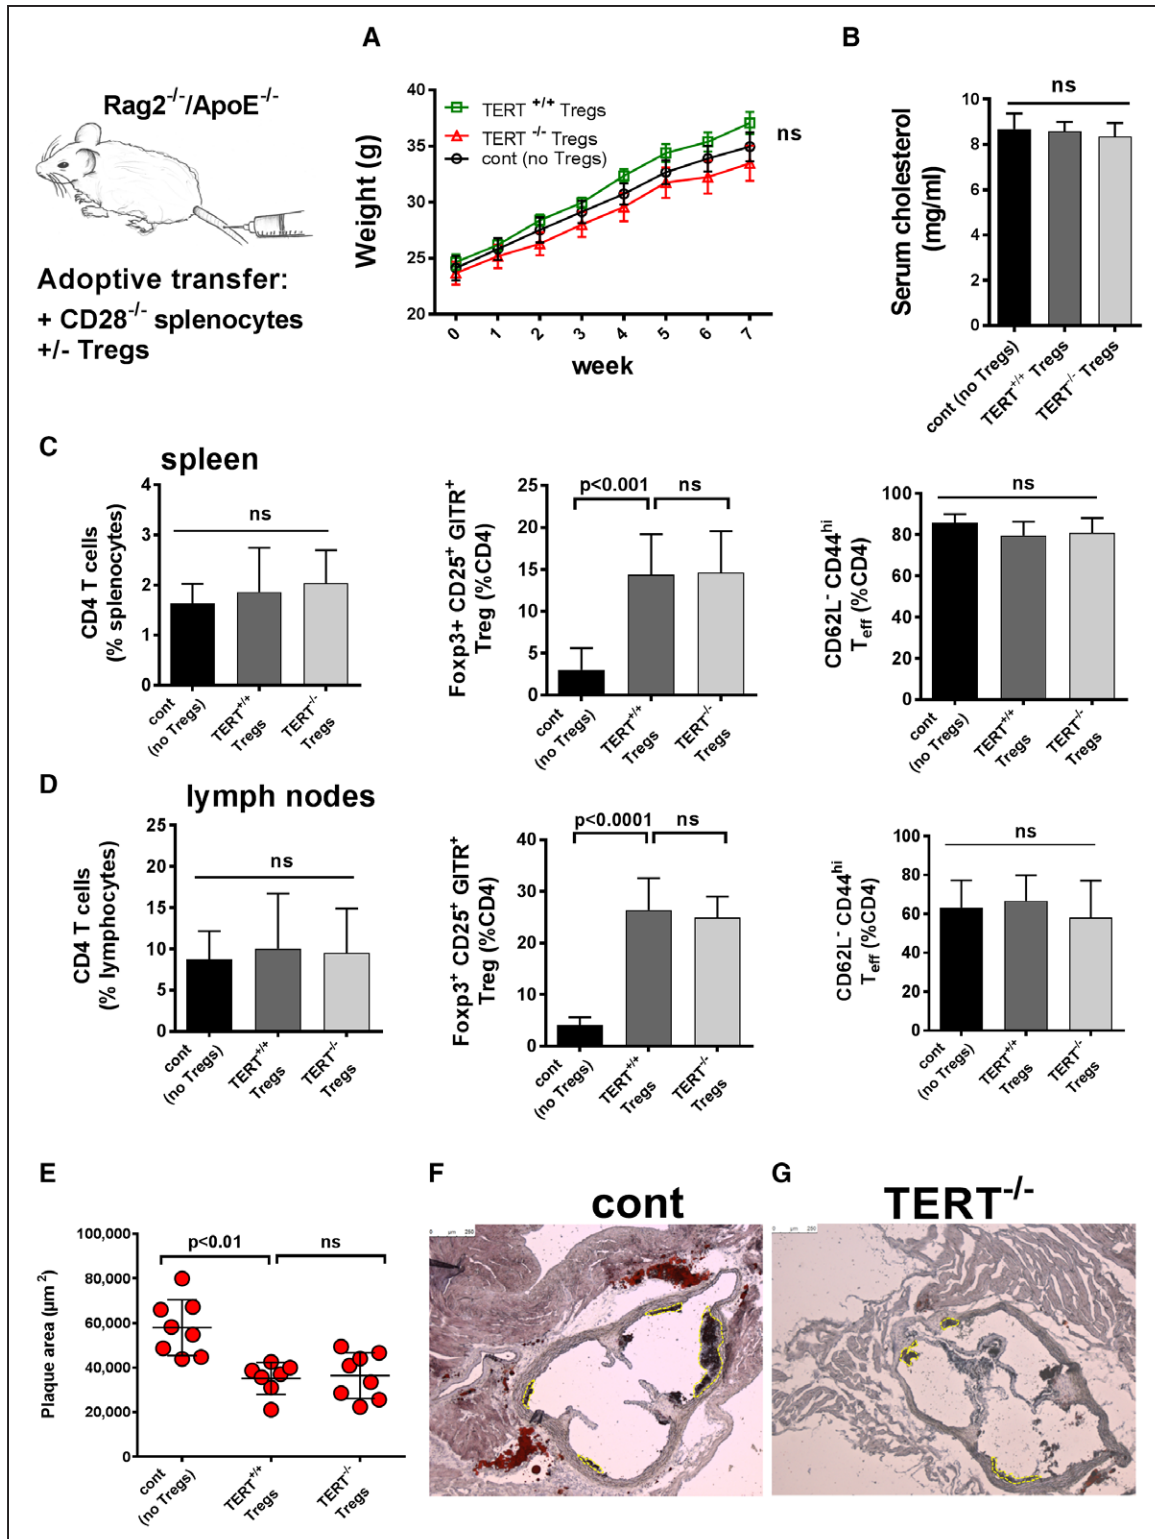 A
B
Rag2-/-/ApoE-/-
Adoptive transfer:
+ CD28-/- splenocytes
+/- Tregs
Weight (g)
40
35
30
25
20
TERT +/+ Tregs
TERT -/- Tregs
cont (no Tregs)
ns
0 1 2 3 4 5 6 7
week
Serum cholesterol
(mg/ml)
ns
10
8
6
4
2
0
cont (no Tregs)
TERT+/+ Tregs
TERT-/- Tregs
C
spleen
CD4 T cells
(% splenocytes)
4
3
2
1
0
ns
cont
(no Tregs)
TERT+/+
Tregs
TERT-/-
Tregs
Foxp3+ CD25+ GITR+
Treg (%CD4)
25
20
15
10
5
0
p<0.001
ns
cont
(no Tregs)
TERT+/+
Tregs
TERT-/-
Tregs
CD62L- CD44hi
Teff (%CD4)
100
80
60
40
20
0
ns
cont
(no Tregs)
TERT+/+
Tregs
TERT-/-
Tregs
D
lymph nodes
CD4 T cells
(% lymphocytes)
25
20
15
10
5
0
ns
cont
(no Tregs)
TERT+/+
Tregs
TERT-/-
Tregs
Foxp3+ CD25+ GITR+
Treg (%CD4)
40
30
20
10
0
p<0.0001
ns
cont
(no Tregs)
TERT+/+
Tregs
TERT-/-
Tregs
CD62L- CD44hi
Teff (%CD4)
100
80
60
40
20
0
ns
cont
(no Tregs)
TERT+/+
Tregs
TERT-/-
Tregs
E
Plaque area (µm2)
100,000
80,000
60,000
40,000
20,000
0
p<0.01
ns
cont
(no Tregs)
TERT+/+
Tregs
TERT-/-
Tregs
F
cont
0 µm 250
G
TERT-/-
0 µm 250